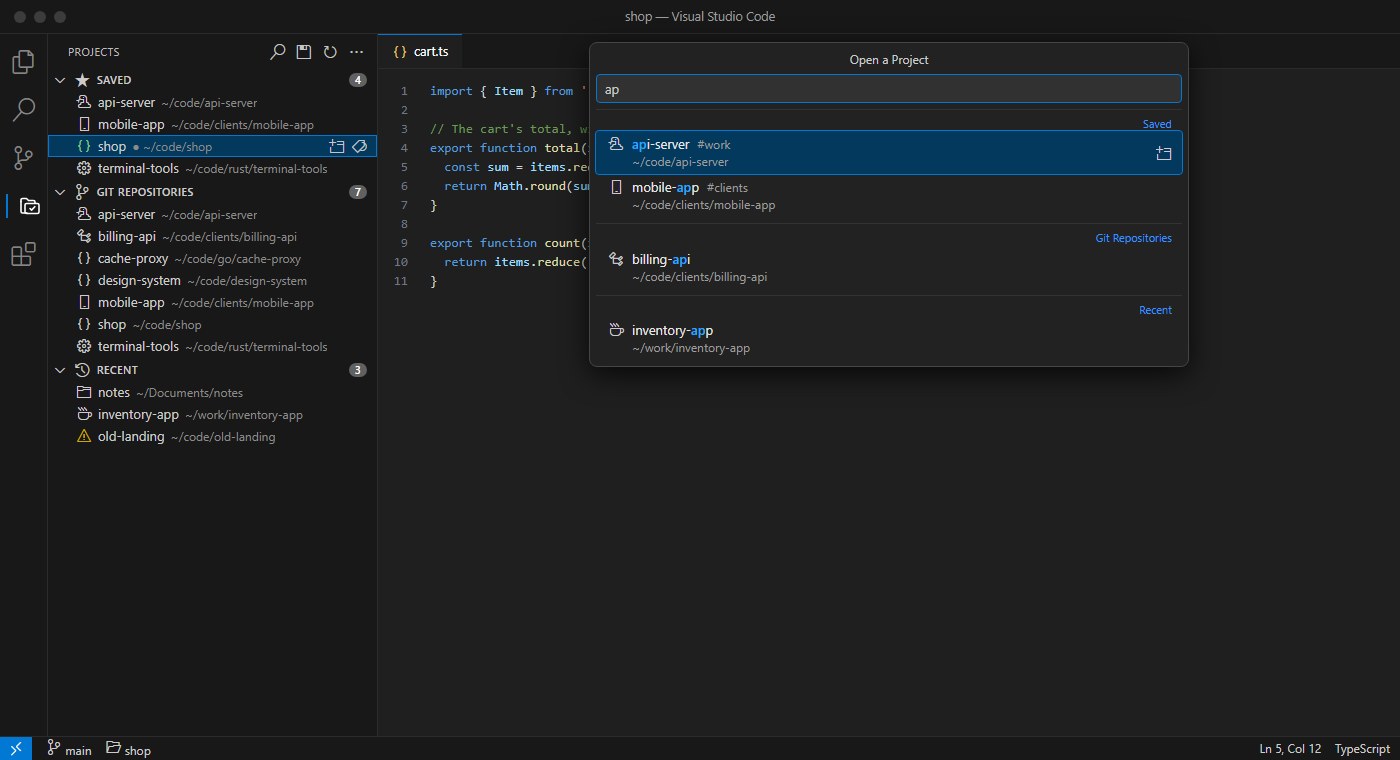 shop — Visual Studio Code
PROJECTS
SAVED 4
api-server ~/code/api-server
mobile-app ~/code/clients/mobile-app
shop ● ~/code/shop
terminal-tools ~/code/rust/terminal-tools
GIT REPOSITORIES 7
api-server ~/code/api-server
billing-api ~/code/clients/billing-api
cache-proxy ~/code/go/cache-proxy
design-system ~/code/design-system
mobile-app ~/code/clients/mobile-app
shop ~/code/shop
terminal-tools ~/code/rust/terminal-tools
RECENT 3
notes ~/Documents/notes
inventory-app ~/work/inventory-app
old-landing ~/code/old-landing
{} cart.ts
1 import { Item } from '
2
3 // The cart's total, w
4 export function total(
5 const sum = items.re
6 return Math.round(su
7 }
8
9 export function count(
10 return items.reduce(
11 }
Open a Project
ap
Saved
api-server #work
~/code/api-server
mobile-app #clients
~/code/clients/mobile-app
Git Repositories
billing-api
~/code/clients/billing-api
Recent
inventory-app
~/work/inventory-app
main shop Ln 5, Col 12 TypeScript